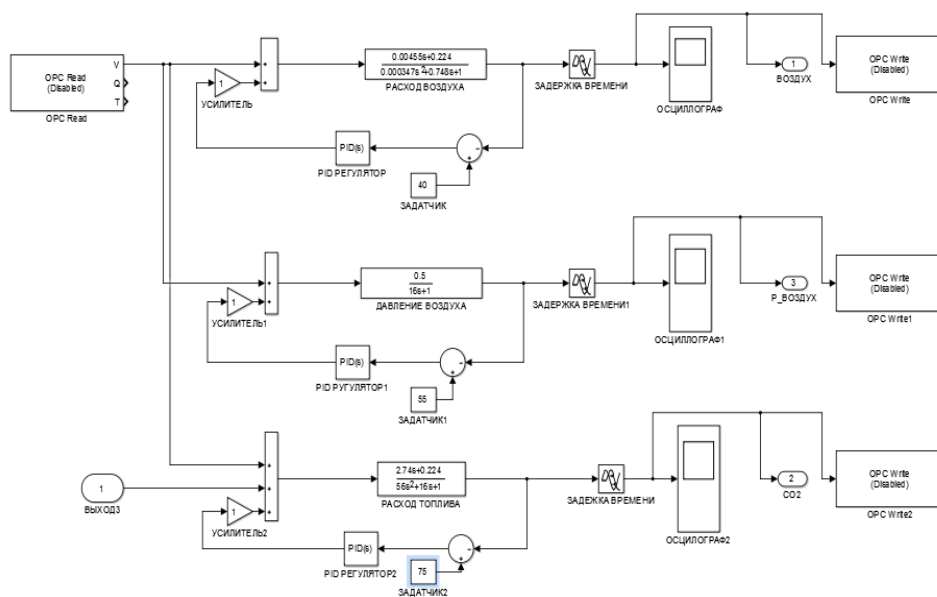 OPC Read
(Disabled)
V
Q
T
OPC Read
1
УСИЛИТЕЛЬ
+
+
0.00455s+0.224
0.000347s²+0.748s+1
РАСХОД ВОЗДУХА
ЗАДЕРЖКА ВРЕМЕНИ
ОСЦИЛЛОГРАФ
1
ВОЗДУХ
OPC Write
(Disabled)
OPC Write
PID(s)
PID РЕГУЛЯТОР
−
+
40
ЗАДАТЧИК
1
УСИЛИТЕЛЬ1
+
+
0.5
16s+1
ДАВЛЕНИЕ ВОЗДУХА
ЗАДЕРЖКА ВРЕМЕНИ1
ОСЦИЛЛОГРАФ1
3
P_ВОЗДУХ
OPC Write
(Disabled)
OPC Write1
PID(s)
PID РУГУЛЯТОР1
−
+
55
ЗАДАТЧИК1
1
ВЫХОД3
1
УСИЛИТЕЛЬ2
+
+
+
2.74s+0.224
56s²+16s+1
РАСХОД ТОПЛИВА
ЗАДЕЖКА ВРЕМЕНИ
ОСЦИЛОГРАФ2
2
CO2
OPC Write
(Disabled)
OPC Write2
PID(s)
PID РЕГУЛЯТОР2
−
+
75
ЗАДАТЧИК2